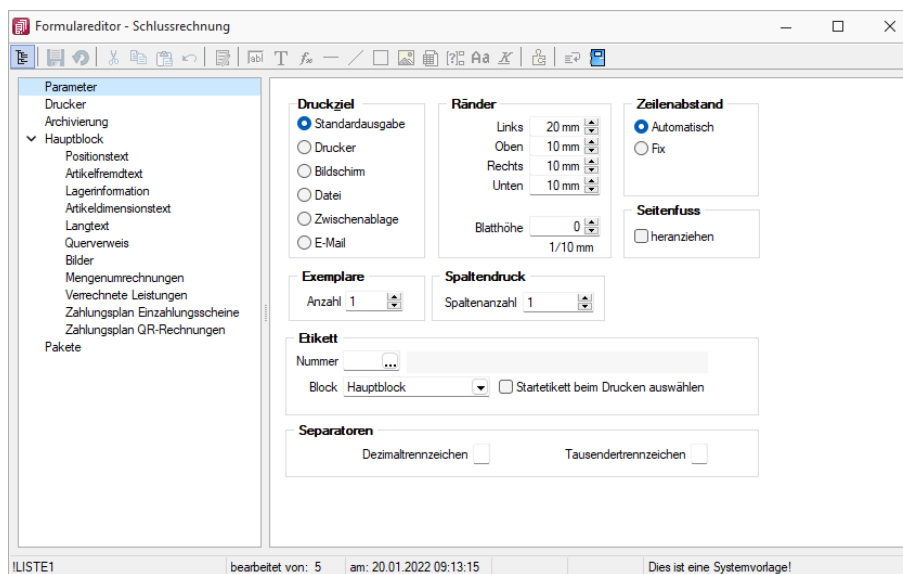 Formulareditor - Schlussrechnung
Parameter
Drucker
Archivierung
Hauptblock
Positionstext
Artikelfremdtext
Lagerinformation
Artikeldimensionstext
Langtext
Querverweis
Bilder
Mengenumrechnungen
Verrechnete Leistungen
Zahlungsplan Einzahlungsscheine
Zahlungsplan QR-Rechnungen
Pakete
Druckziel
Standardausgabe
Drucker
Bildschirm
Datei
Zwischenablage
E-Mail
Ränder
Links 20 mm
Oben 10 mm
Rechts 10 mm
Unten 10 mm
Blatthöhe 0
1/10 mm
Zeilenabstand
Automatisch
Fix
Seitenfuss
heranziehen
Exemplare
Anzahl 1
Spaltendruck
Spaltenanzahl 1
Etikett
Nummer ...
Block Hauptblock Startetikett beim Drucken auswählen
Separatoren
Dezimaltrennzeichen Tausendertrennzeichen
!LISTE1 bearbeitet von: 5 am: 20.01.2022 09:13:15 Dies ist eine Systemvorlage!